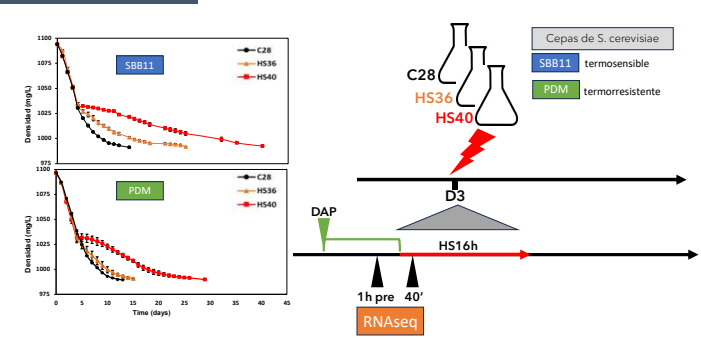 1100
1075
1050
1025
1000
975
Densidad (mg/L)
SBB11
C28
HS36
HS40
1100
1075
1050
1025
1000
975
Densidad (mg/L)
PDM
C28
HS36
HS40
0 5 10 15 20 25 30 35 40 45
Time (days)
C28
HS36
HS40
Cepas de S. cerevisiae
SBB11 termosensible
PDM termorresistente
D3
DAP
HS16h
1h pre 40'
RNAseq